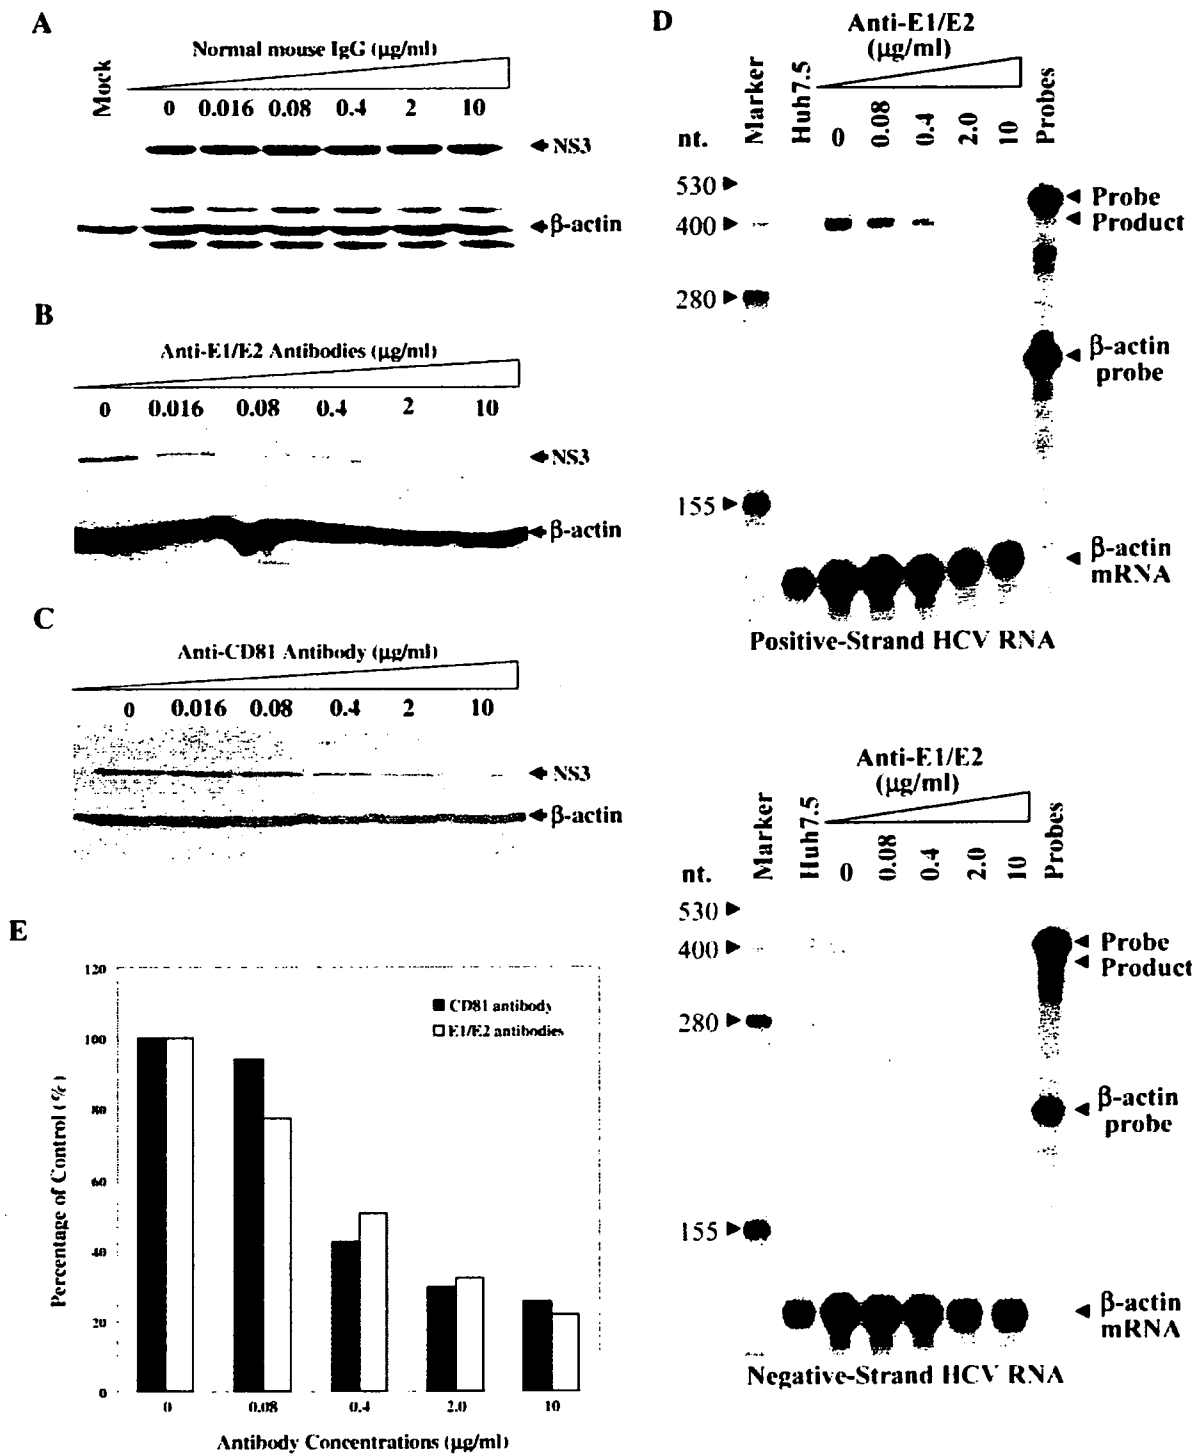 A
Normal mouse IgG (μg/ml)
Mock
0 0.016 0.08 0.4 2 10
NS3
β-actin
B
Anti-E1/E2 Antibodies (μg/ml)
0 0.016 0.08 0.4 2 10
NS3
β-actin
C
Anti-CD81 Antibody (μg/ml)
0 0.016 0.08 0.4 2 10
NS3
β-actin
D
Anti-E1/E2
(μg/ml)
nt. Marker Huh7.5 0 0.08 0.4 2.0 10 Probes
530
400
280
155
Probe
Product
β-actin
probe
β-actin
mRNA
Positive-Strand HCV RNA
Anti-E1/E2
(μg/ml)
nt. Marker Huh7.5 0 0.08 0.4 2.0 10 Probes
530
400
280
155
Probe
Product
β-actin
probe
β-actin
mRNA
Negative-Strand HCV RNA
E
Percentage of Control (%)
120
100
80
60
40
20
0
CD81 antibody
E1/E2 antibodies
0 0.08 0.4 2.0 10
Antibody Concentrations (μg/ml)